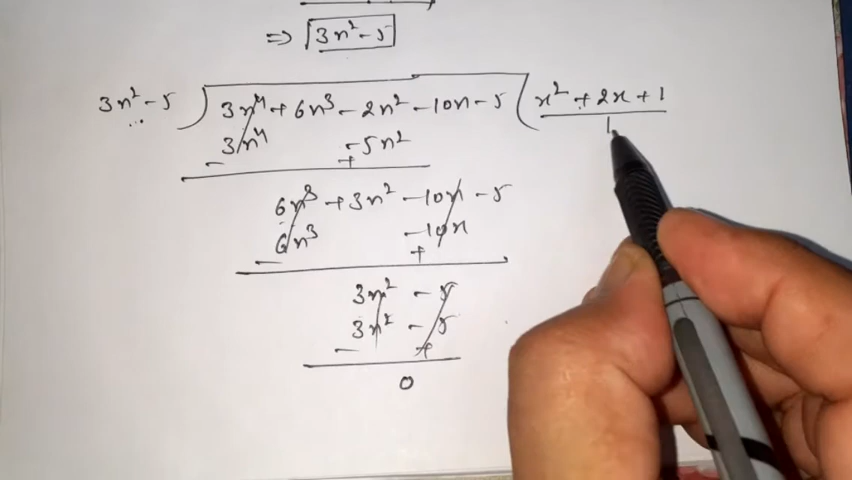 ⇒ 3x² - 5
3x² - 5 ) 3x⁴ + 6x³ - 2x² - 10x - 5 ( x² + 2x + 1
3x⁴ - 5x²
- +
6x³ + 3x² - 10x - 5
6x³ - 10x
- +
3x² - 5
3x² - 5
- +
0